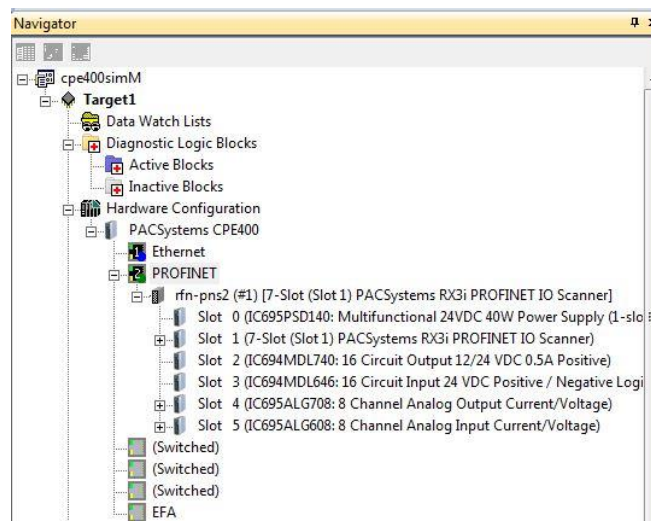 Navigator
cpe400simM
Target1
Data Watch Lists
Diagnostic Logic Blocks
Active Blocks
Inactive Blocks
Hardware Configuration
PACSystems CPE400
1 Ethernet
2 PROFINET
rfn-pns2 (#1) [7-Slot (Slot 1) PACSystems RX3i PROFINET IO Scanner]
Slot 0 (IC695PSD140: Multifunctional 24VDC 40W Power Supply (1-slo
Slot 1 (7-Slot (Slot 1) PACSystems RX3i PROFINET IO Scanner)
Slot 2 (IC694MDL740: 16 Circuit Output 12/24 VDC 0.5A Positive)
Slot 3 (IC694MDL646: 16 Circuit Input 24 VDC Positive / Negative Logi
Slot 4 (IC695ALG708: 8 Channel Analog Output Current/Voltage)
Slot 5 (IC695ALG608: 8 Channel Analog Input Current/Voltage)
(Switched)
(Switched)
(Switched)
EFA